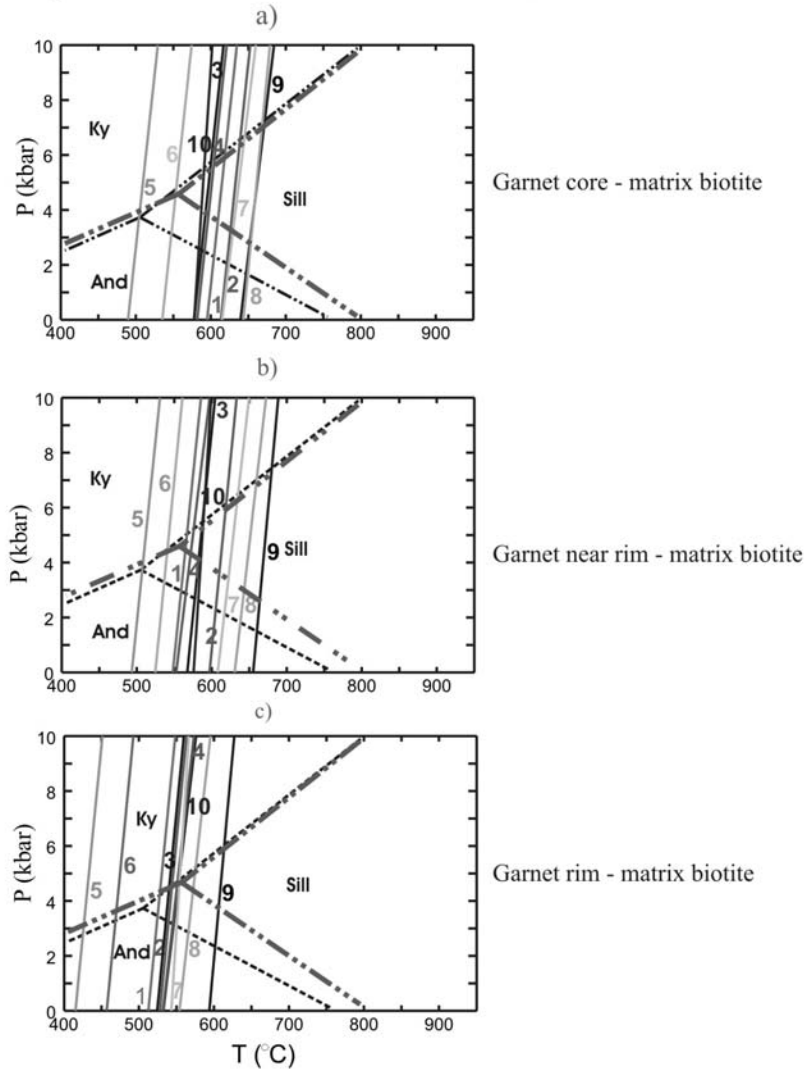 a)
10
8
6
4
2
0
P (kbar)
Ky
And
Sill
3
9
10 4
6
5
7
2
1
8
400 500 600 700 800 900
Garnet core - matrix biotite
b)
10
8
6
4
2
0
P (kbar)
Ky
And
Sill
3
6
5
10
9
1 4
7 8
2
400 500 600 700 800 900
Garnet near rim - matrix biotite
c)
10
8
6
4
2
0
P (kbar)
Ky
And
Sill
4
10
6
3
5
9
2
8
1
7
400 500 600 700 800 900
T (°C)
Garnet rim - matrix biotite